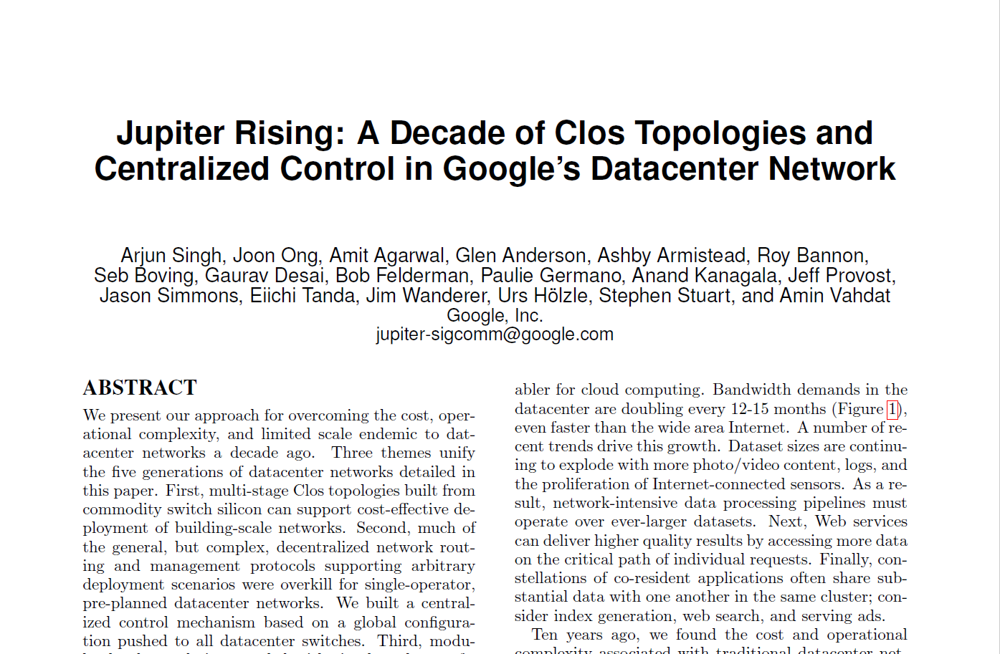 Jupiter Rising: A Decade of Clos Topologies and
Centralized Control in Google's Datacenter Network
Arjun Singh, Joon Ong, Amit Agarwal, Glen Anderson, Ashby Armistead, Roy Bannon,
Seb Boving, Gaurav Desai, Bob Felderman, Paulie Germano, Anand Kanagala, Jeff Provost,
Jason Simmons, Eiichi Tanda, Jim Wanderer, Urs Hölzle, Stephen Stuart, and Amin Vahdat
Google, Inc.
jupiter-sigcomm@google.com
ABSTRACT
We present our approach for overcoming the cost, oper-
ational complexity, and limited scale endemic to dat-
acenter networks a decade ago. Three themes unify
the five generations of datacenter networks detailed in
this paper. First, multi-stage Clos topologies built from
commodity switch silicon can support cost-effective de-
ployment of building-scale networks. Second, much of
the general, but complex, decentralized network rout-
ing and management protocols supporting arbitrary
deployment scenarios were overkill for single-operator,
pre-planned datacenter networks. We built a central-
ized control mechanism based on a global configura-
tion pushed to all datacenter switches. Third, modu-
abler for cloud computing. Bandwidth demands in the
datacenter are doubling every 12-15 months (Figure 1),
even faster than the wide area Internet. A number of re-
cent trends drive this growth. Dataset sizes are continu-
ing to explode with more photo/video content, logs, and
the proliferation of Internet-connected sensors. As a re-
sult, network-intensive data processing pipelines must
operate over ever-larger datasets. Next, Web services
can deliver higher quality results by accessing more data
on the critical path of individual requests. Finally, con-
stellations of co-resident applications often share sub-
stantial data with one another in the same cluster; con-
sider index generation, web search, and serving ads.
Ten years ago, we found the cost and operational
complexity associated with traditional datacenter net-